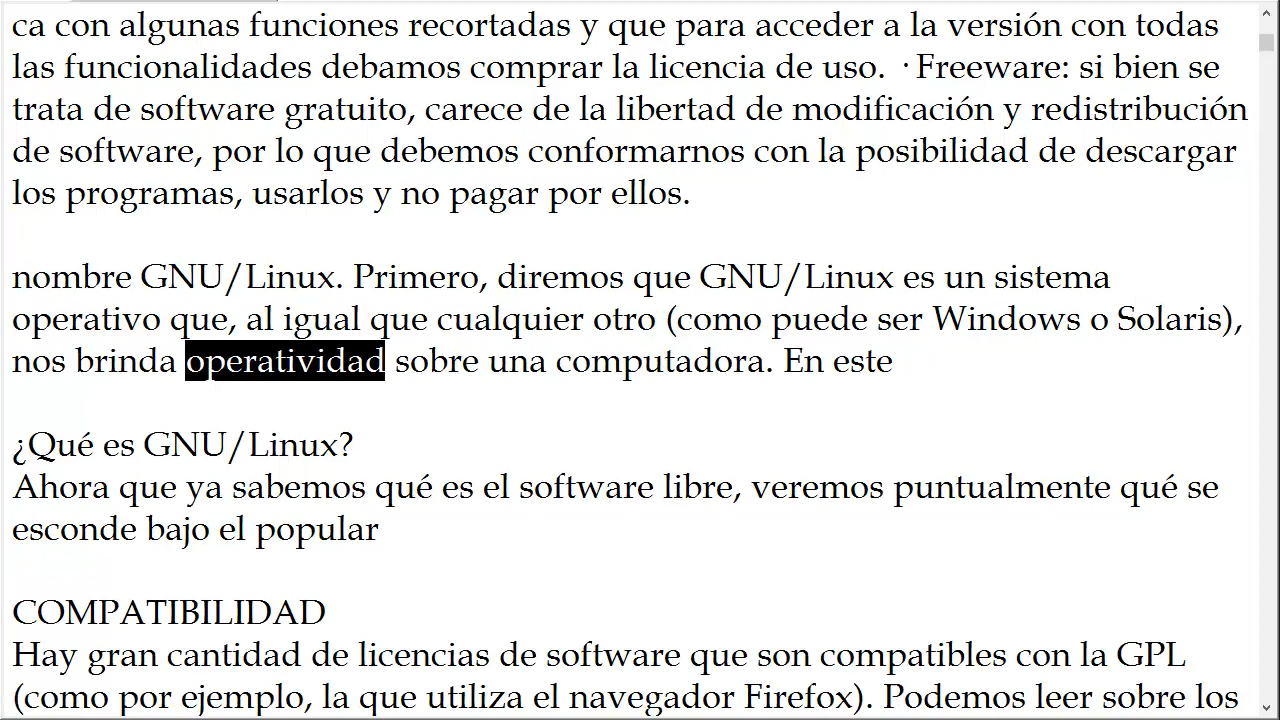 ca con algunas funciones recortadas y que para acceder a la versión con todas
las funcionalidades debamos comprar la licencia de uso.  · Freeware: si bien se
trata de software gratuito, carece de la libertad de modificación y redistribución
de software, por lo que debemos conformarnos con la posibilidad de descargar
los programas, usarlos y no pagar por ellos.
nombre GNU/Linux. Primero, diremos que GNU/Linux es un sistema
operativo que, al igual que cualquier otro (como puede ser Windows o Solaris),
nos brinda operatividad sobre una computadora. En este
¿Qué es GNU/Linux?
Ahora que ya sabemos qué es el software libre, veremos puntualmente qué se
esconde bajo el popular
COMPATIBILIDAD
Hay gran cantidad de licencias de software que son compatibles con la GPL
(como por ejemplo, la que utiliza el navegador Firefox). Podemos leer sobre los